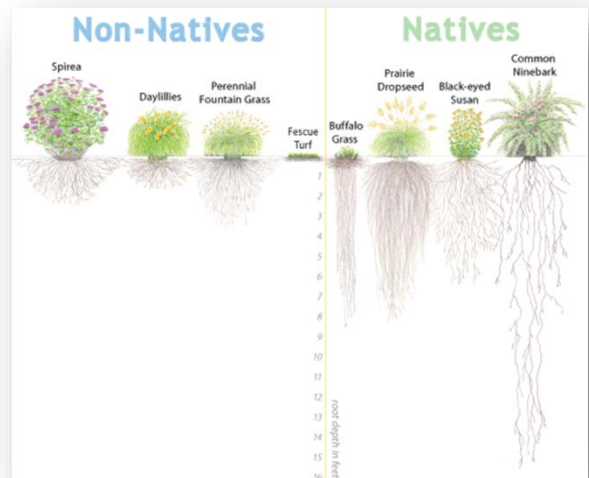 Non-Natives
Natives
Spirea
Daylillies
Perennial
Fountain Grass
Fescue
Turf
Buffalo
Grass
Prairie
Dropseed
Black-eyed
Susan
Common
Ninebark
1
2
3
4
5
6
7
8
9
10
11
12
13
14
15
16
root depth in feet